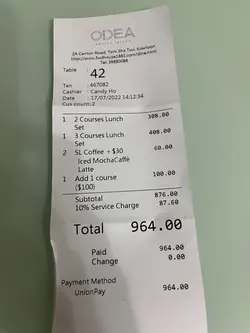 ODEA
2A Canton Road, Tsim Sha Tsui, Kowloon
Tel:39880088
Table : 42
Txn : 467082
Cashier : Candy Ho
Date : 17/07/2022 14:12:34
Cus count:2
1 2 Courses Lunch Set 308.00
1 3 Courses Lunch Set 408.00
2 SL Coffee +$30 60.00
Iced MochaCaffè
Latte
1 Add 1 course ($100) 100.00
Subtotal 876.00
10% Service Charge 87.60
Total 964.00
Paid 964.00
Change 0.00
Payment Method
UnionPay 964.00